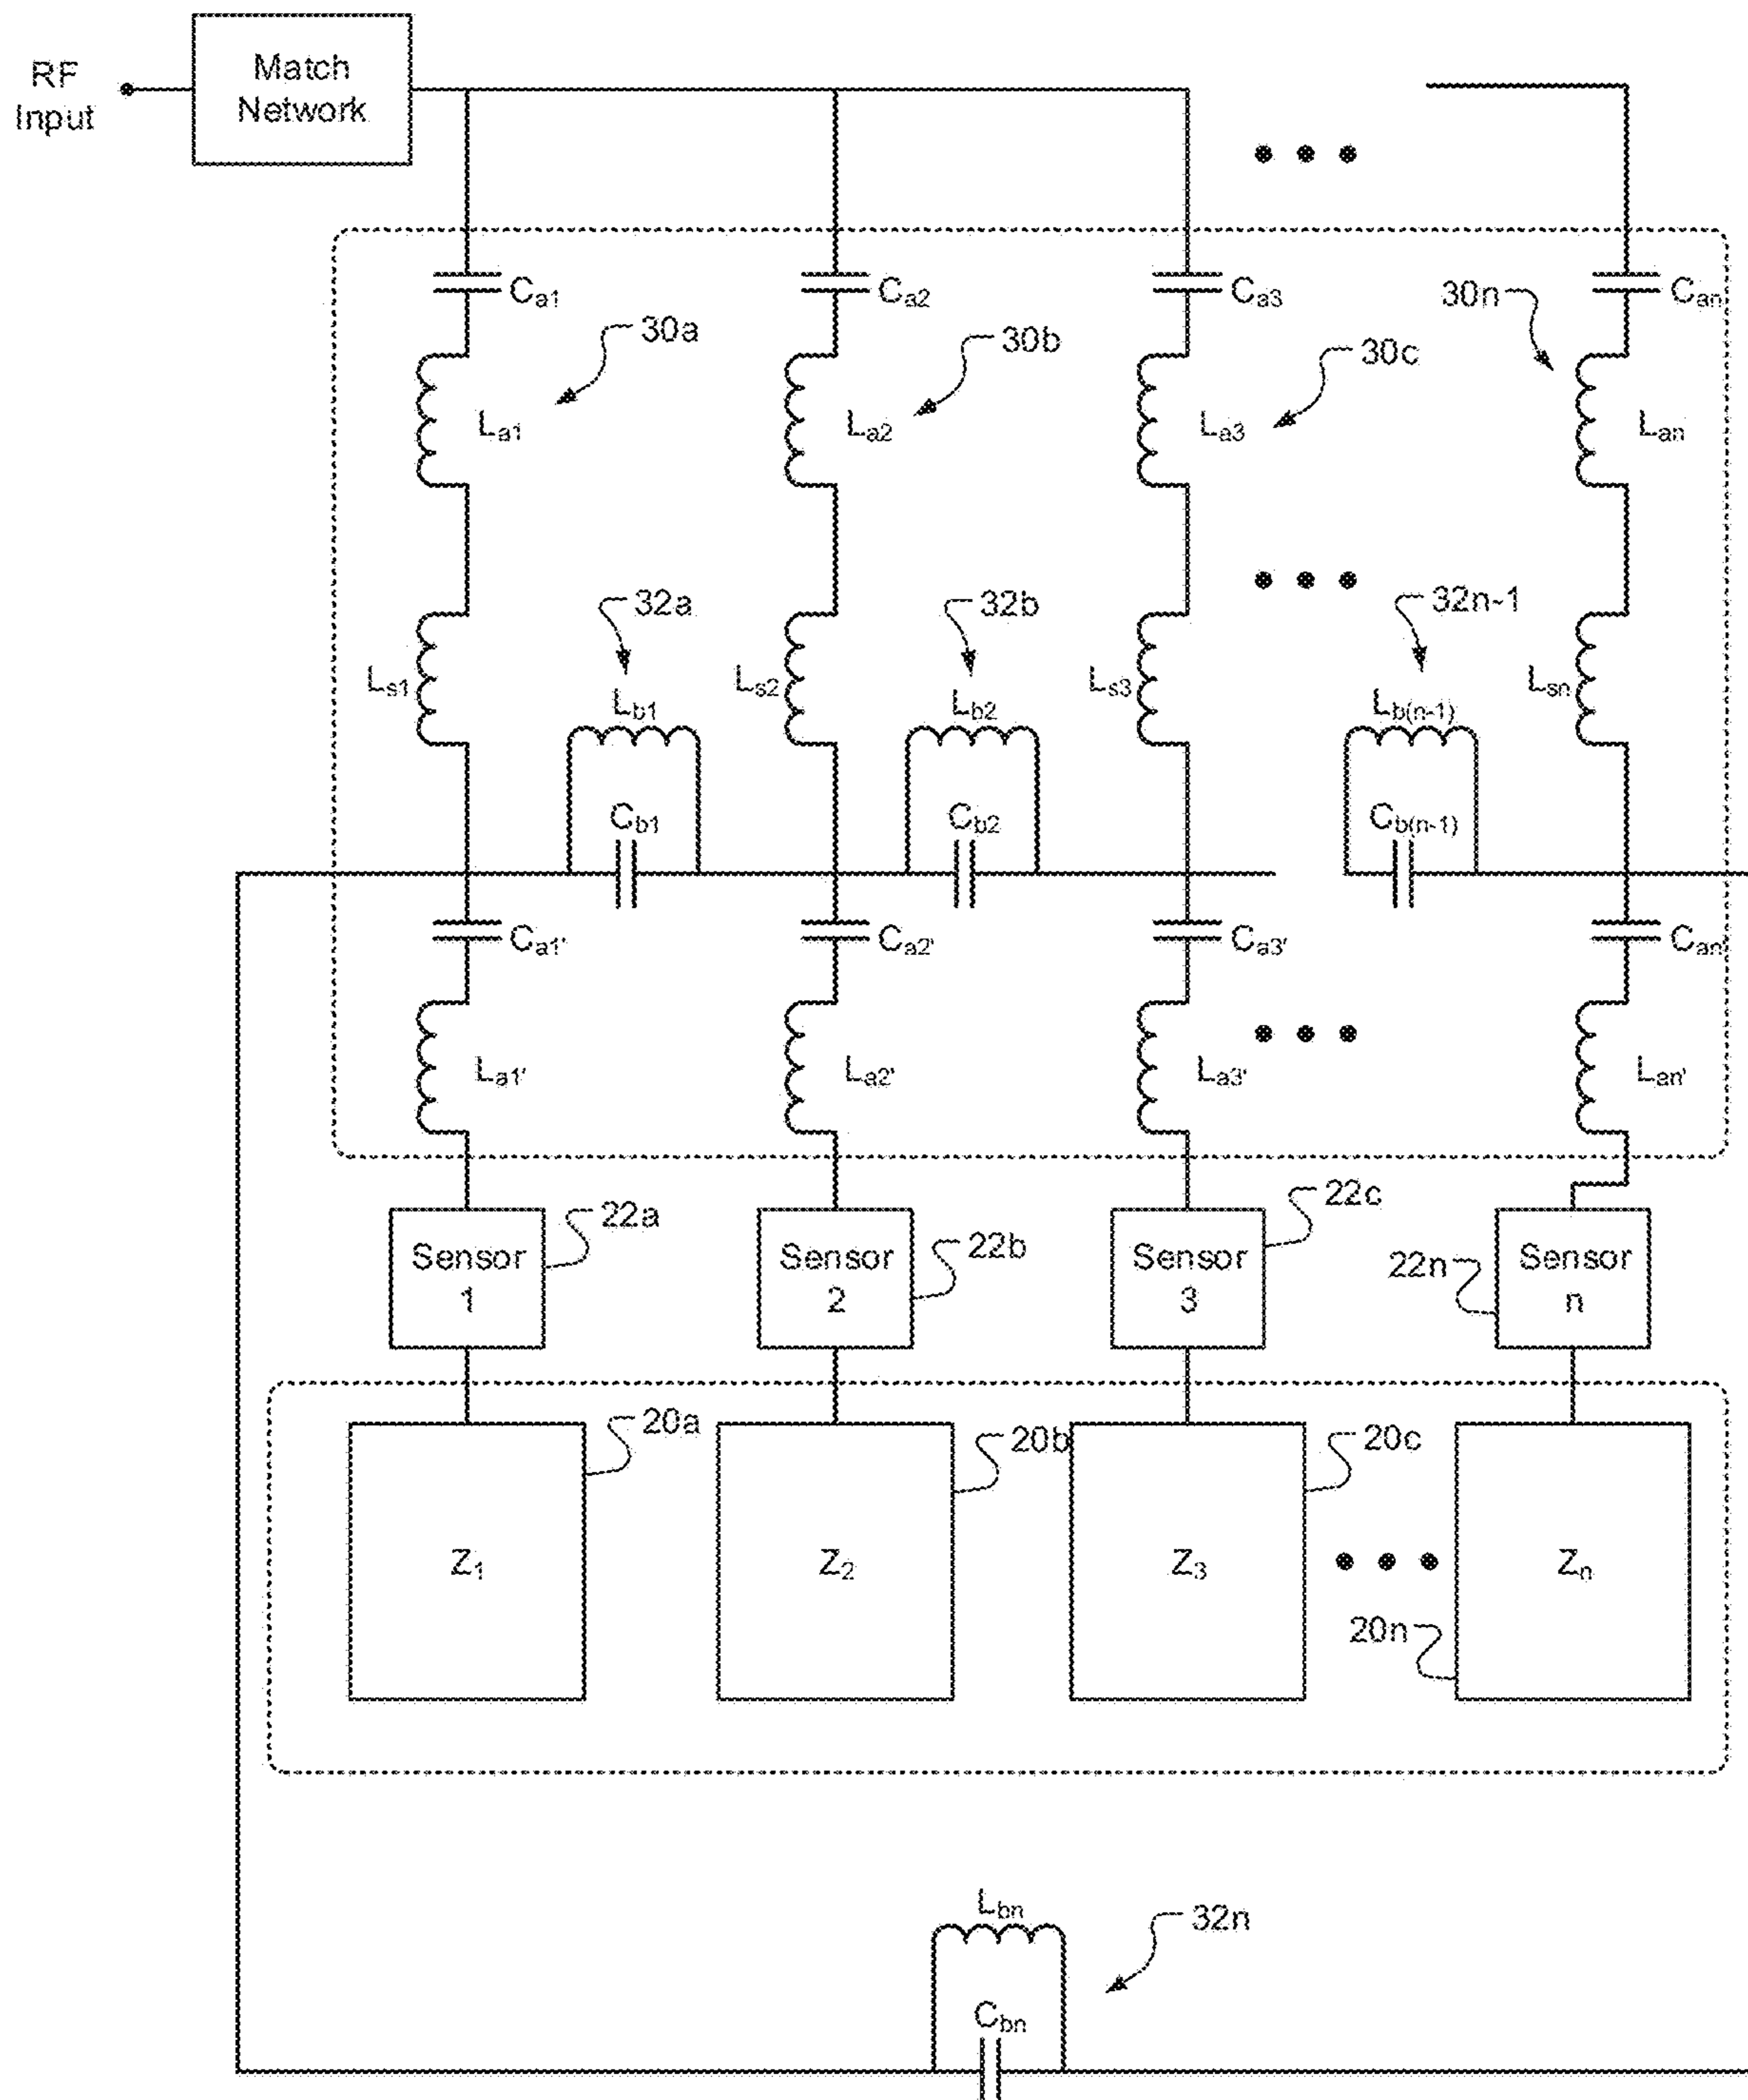 RF
Input
Match
Network
Ca1
Ca2
Ca3
Can
30a
30b
30c
30n
La1
La2
La3
Lan
32a
32b
32n-1
Ls1
Ls2
Ls3
Lsn
Lb1
Lb2
Lb(n-1)
Cb1
Cb2
Cb(n-1)
Ca1'
Ca2'
Ca3'
Can'
La1'
La2'
La3'
Lan'
22a
22b
22c
22n
Sensor
1
Sensor
2
Sensor
3
Sensor
n
20a
20b
20c
Z1
Z2
Z3
Zn
20n
Lbn
32n
Cbn